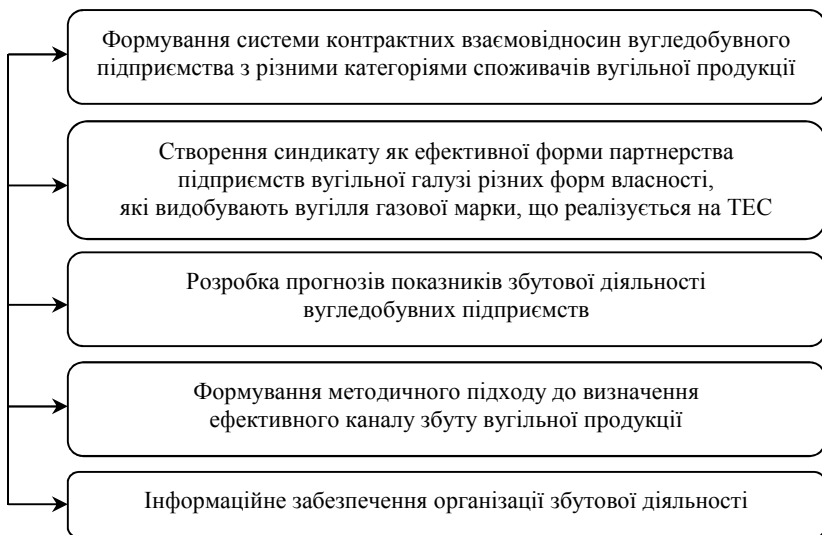 Формування системи контрактних взаємовідносин вугледобувного
підприємства з різними категоріями споживачів вугільної продукції
Створення синдикату як ефективної форми партнерства
підприємств вугільної галузі різних форм власності,
які видобувають вугілля газової марки, що реалізується на ТЕС
Розробка прогнозів показників збутової діяльності
вугледобувних підприємств
Формування методичного підходу до визначення
ефективного каналу збуту вугільної продукції
Інформаційне забезпечення організації збутової діяльності